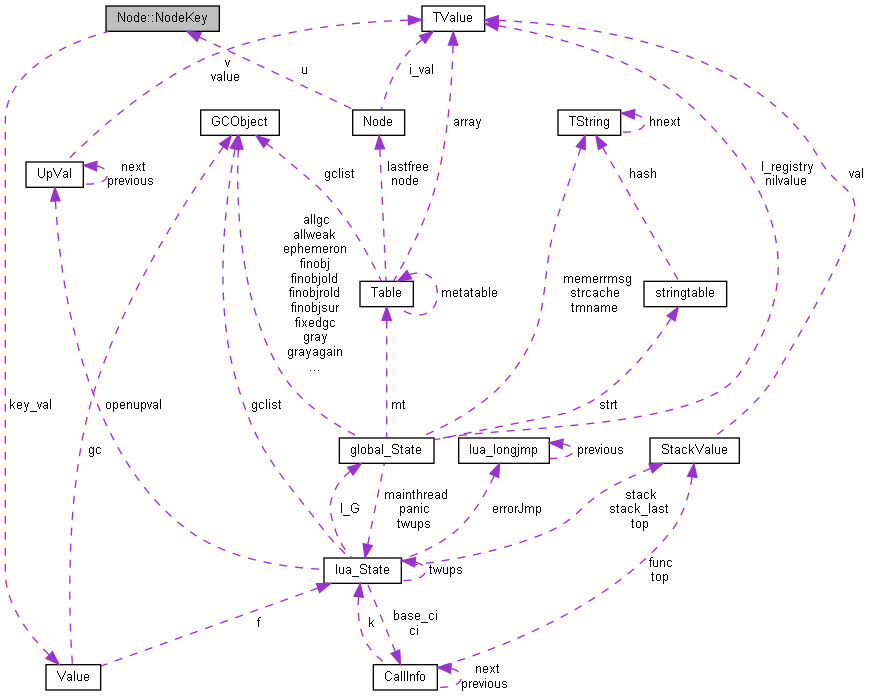 Node::NodeKey
TValue
v
value
u
i_val
GCObject
Node
array
TString
hnext
UpVal
next
previous
gclist
lastfree
node
hash
l_registry
nilvalue
val
allgc
allweak
ephemeron
finobj
finobjold
finobjrold
finobjsur
fixedgc
gray
grayagain
...
Table
metatable
memerrmsg
strcache
tmname
stringtable
key_val
openupval
gclist
mt
strt
gc
global_State
lua_longjmp
previous
StackValue
l_G
mainthread
panic
twups
errorJmp
stack
stack_last
top
lua_State
twups
func
top
f
k
base_ci
ci
Value
CallInfo
next
previous